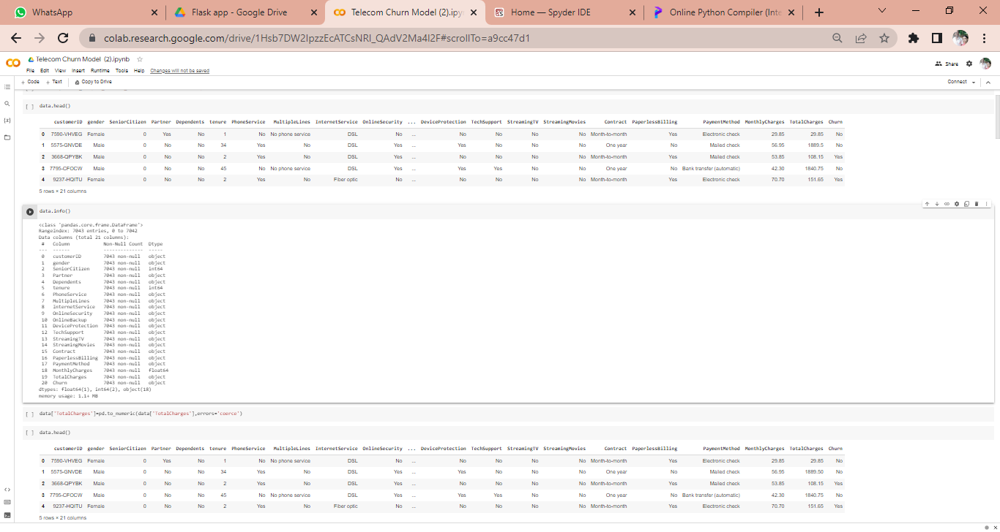 WhatsApp
Flask app - Google Drive
Telecom Churn Model (2).ipy
Home — Spyder IDE
Online Python Compiler (Inte
colab.research.google.com/drive/1Hsb7DW2IpzzEcATCsNRI_QAdV2Ma4I2F#scrollTo=a9cc47d1
CO
Telecom Churn Model (2).ipynb
File Edit View Insert Runtime Tools Help Changes will not be saved
Share
+ Code + Text Copy to Drive
Connect
[ ] data.head()
customerID gender SeniorCitizen Partner Dependents tenure PhoneService MultipleLines InternetService OnlineSecurity ... DeviceProtection TechSupport StreamingTV StreamingMovies Contract PaperlessBilling PaymentMethod MonthlyCharges TotalCharges Churn
0 7590-VHVEG Female 0 Yes No 1 No No phone service DSL No ... No No No No Month-to-month Yes Electronic check 29.85 29.85 No
1 5575-GNVDE Male 0 No No 34 Yes No DSL Yes ... Yes No No No One year No Mailed check 56.95 1889.5 No
2 3668-QPYBK Male 0 No No 2 Yes No DSL Yes ... No No No No Month-to-month Yes Mailed check 53.85 108.15 Yes
3 7795-CFOCW Male 0 No No 45 No No phone service DSL Yes ... Yes Yes No No One year No Bank transfer (automatic) 42.30 1840.75 No
4 9237-HQITU Female 0 No No 2 Yes No Fiber optic No ... No No No No Month-to-month Yes Electronic check 70.70 151.65 Yes
5 rows × 21 columns
data.info()
<class 'pandas.core.frame.DataFrame'>
RangeIndex: 7043 entries, 0 to 7042
Data columns (total 21 columns):
# Column Non-Null Count Dtype
--- ------ -------------- -----
0 customerID 7043 non-null object
1 gender 7043 non-null object
2 SeniorCitizen 7043 non-null int64
3 Partner 7043 non-null object
4 Dependents 7043 non-null object
5 tenure 7043 non-null int64
6 PhoneService 7043 non-null object
7 MultipleLines 7043 non-null object
8 InternetService 7043 non-null object
9 OnlineSecurity 7043 non-null object
10 OnlineBackup 7043 non-null object
11 DeviceProtection 7043 non-null object
12 TechSupport 7043 non-null object
13 StreamingTV 7043 non-null object
14 StreamingMovies 7043 non-null object
15 Contract 7043 non-null object
16 PaperlessBilling 7043 non-null object
17 PaymentMethod 7043 non-null object
18 MonthlyCharges 7043 non-null float64
19 TotalCharges 7043 non-null object
20 Churn 7043 non-null object
dtypes: float64(1), int64(2), object(18)
memory usage: 1.1+ MB
[ ] data['TotalCharges']=pd.to_numeric(data['TotalCharges'],errors='coerce')
[ ] data.head()
customerID gender SeniorCitizen Partner Dependents tenure PhoneService MultipleLines InternetService OnlineSecurity ... DeviceProtection TechSupport StreamingTV StreamingMovies Contract PaperlessBilling PaymentMethod MonthlyCharges TotalCharges Churn
0 7590-VHVEG Female 0 Yes No 1 No No phone service DSL No ... No No No No Month-to-month Yes Electronic check 29.85 29.85 No
1 5575-GNVDE Male 0 No No 34 Yes No DSL Yes ... Yes No No No One year No Mailed check 56.95 1889.50 No
2 3668-QPYBK Male 0 No No 2 Yes No DSL Yes ... No No No No Month-to-month Yes Mailed check 53.85 108.15 Yes
3 7795-CFOCW Male 0 No No 45 No No phone service DSL Yes ... Yes Yes No No One year No Bank transfer (automatic) 42.30 1840.75 No
4 9237-HQITU Female 0 No No 2 Yes No Fiber optic No ... No No No No Month-to-month Yes Electronic check 70.70 151.65 Yes
5 rows × 21 columns